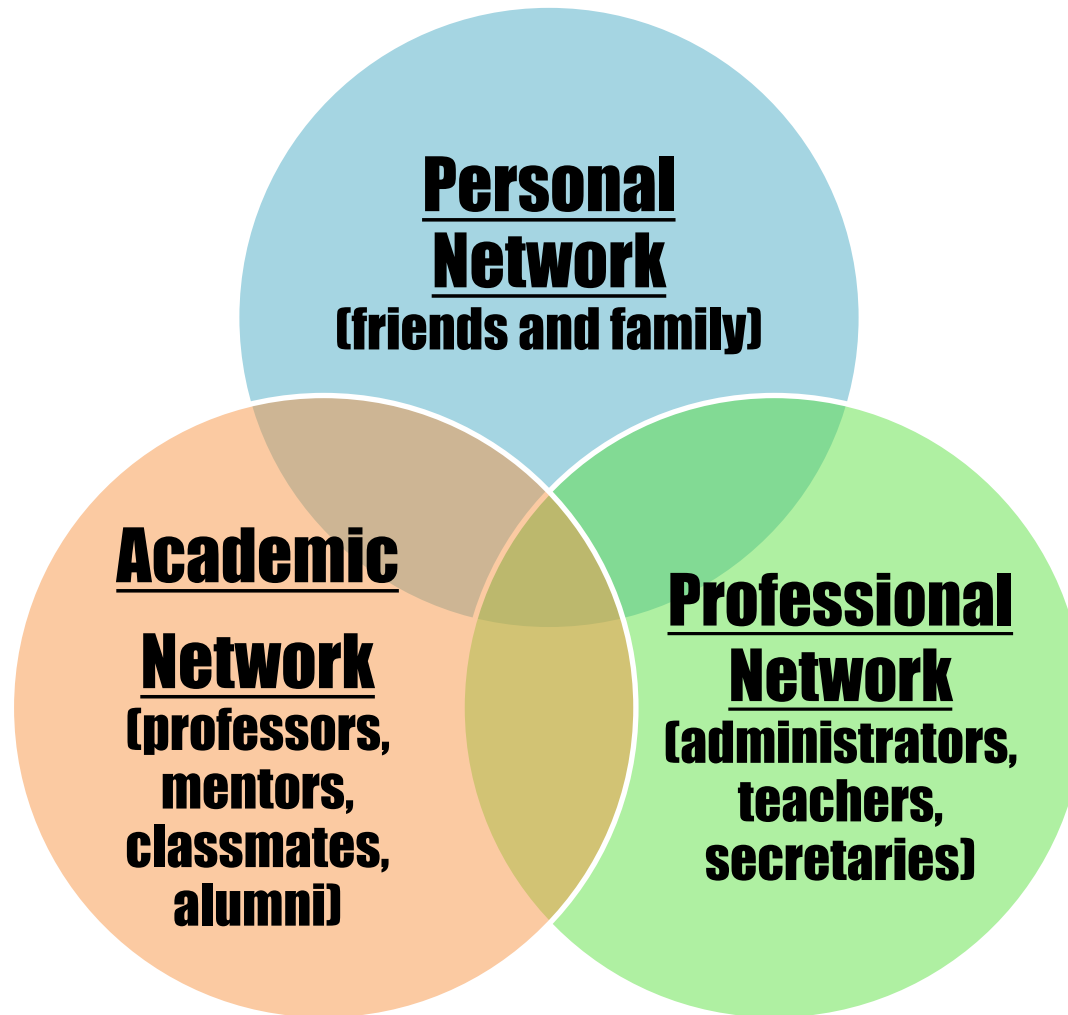 Personal
Network
(friends and family)
Academic
Network
(professors,
mentors,
classmates,
alumni)
Professional
Network
(administrators,
teachers,
secretaries)